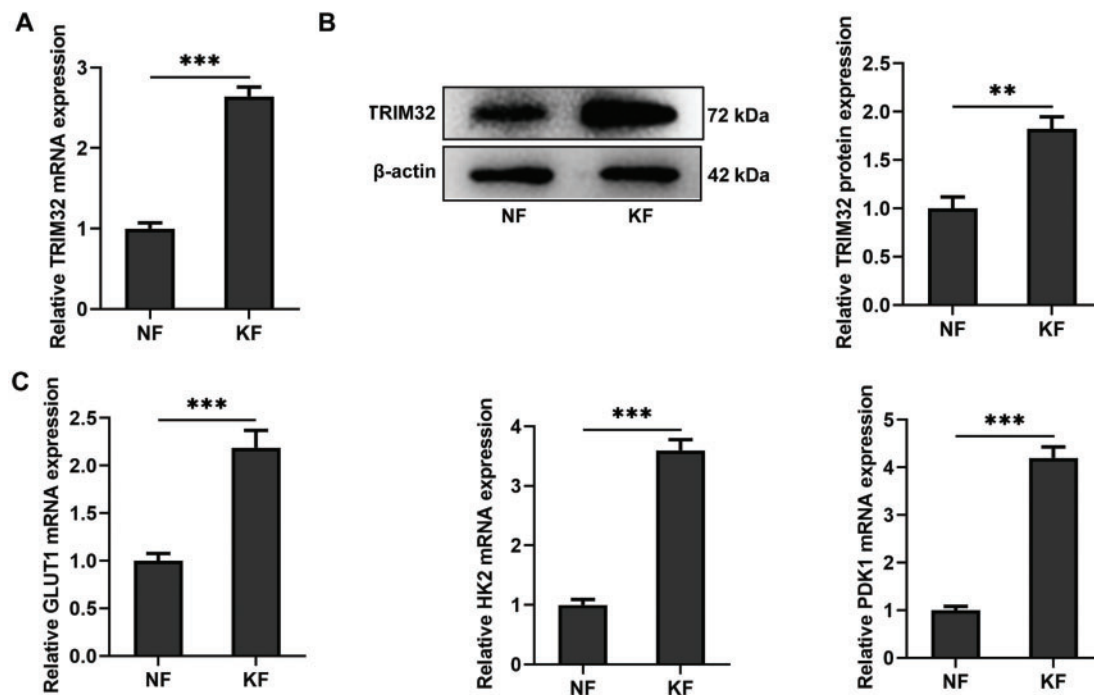 A
Relative TRIM32 mRNA expression
3
2
1
0
***
NF
KF
B
TRIM32
72 kDa
β-actin
42 kDa
NF
KF
Relative TRIM32 protein expression
2.5
2.0
1.5
1.0
0.5
0.0
**
NF
KF
C
Relative GLUT1 mRNA expression
2.5
2.0
1.5
1.0
0.5
0.0
***
NF
KF
Relative HK2 mRNA expression
4
3
2
1
0
***
NF
KF
Relative PDK1 mRNA expression
5
4
3
2
1
0
***
NF
KF